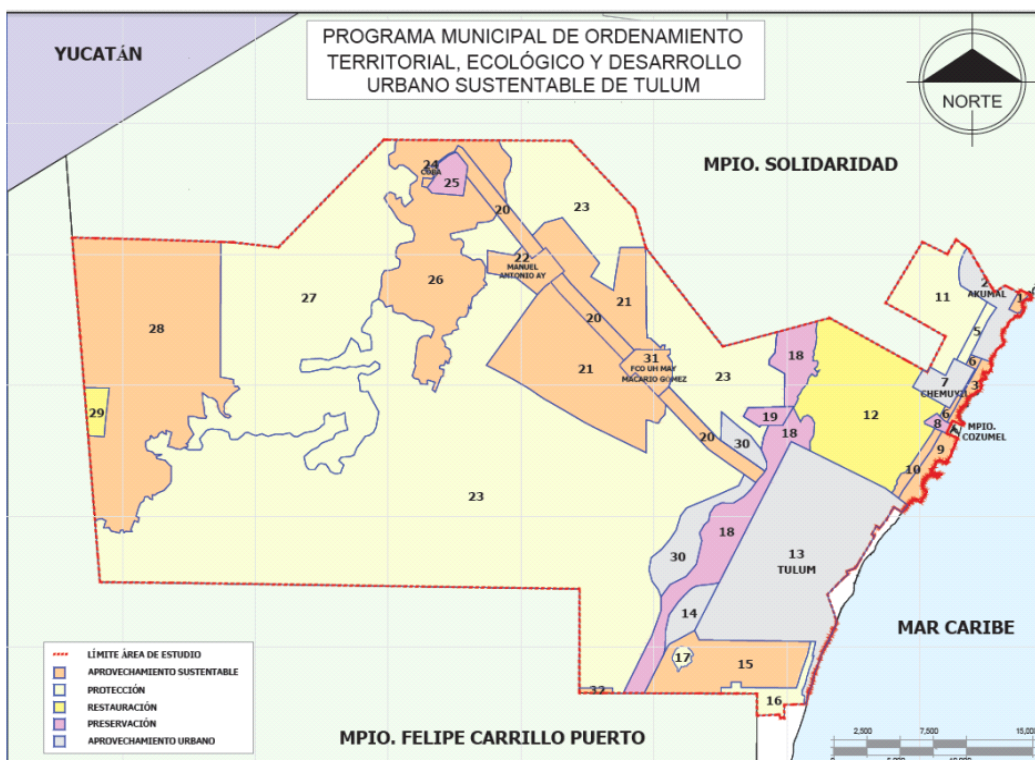 PROGRAMA MUNICIPAL DE ORDENAMIENTO
TERRITORIAL, ECOLÓGICO Y DESARROLLO
URBANO SUSTENTABLE DE TULUM
YUCATÁN
NORTE
MPIO. SOLIDARIDAD
24
COBA
25
20
23
22
MANUEL
ANTONIO AY
26
27
28
21
20
21
31
FCO UH MAY
MACARIO GOMEZ
23
18
11
2
AKUMAL
1
5
6
7
CHEMUYIL
3
29
12
19
18
6
8
MPIO.
COZUMEL
9
20
30
10
23
18
30
13
TULUM
14
MAR CARIBE
17
15
32
16
LÍMITE ÁREA DE ESTUDIO
APROVECHAMIENTO SUSTENTABLE
PROTECCIÓN
RESTAURACIÓN
PRESERVACIÓN
APROVECHAMIENTO URBANO
MPIO. FELIPE CARRILLO PUERTO
2,500
7,500